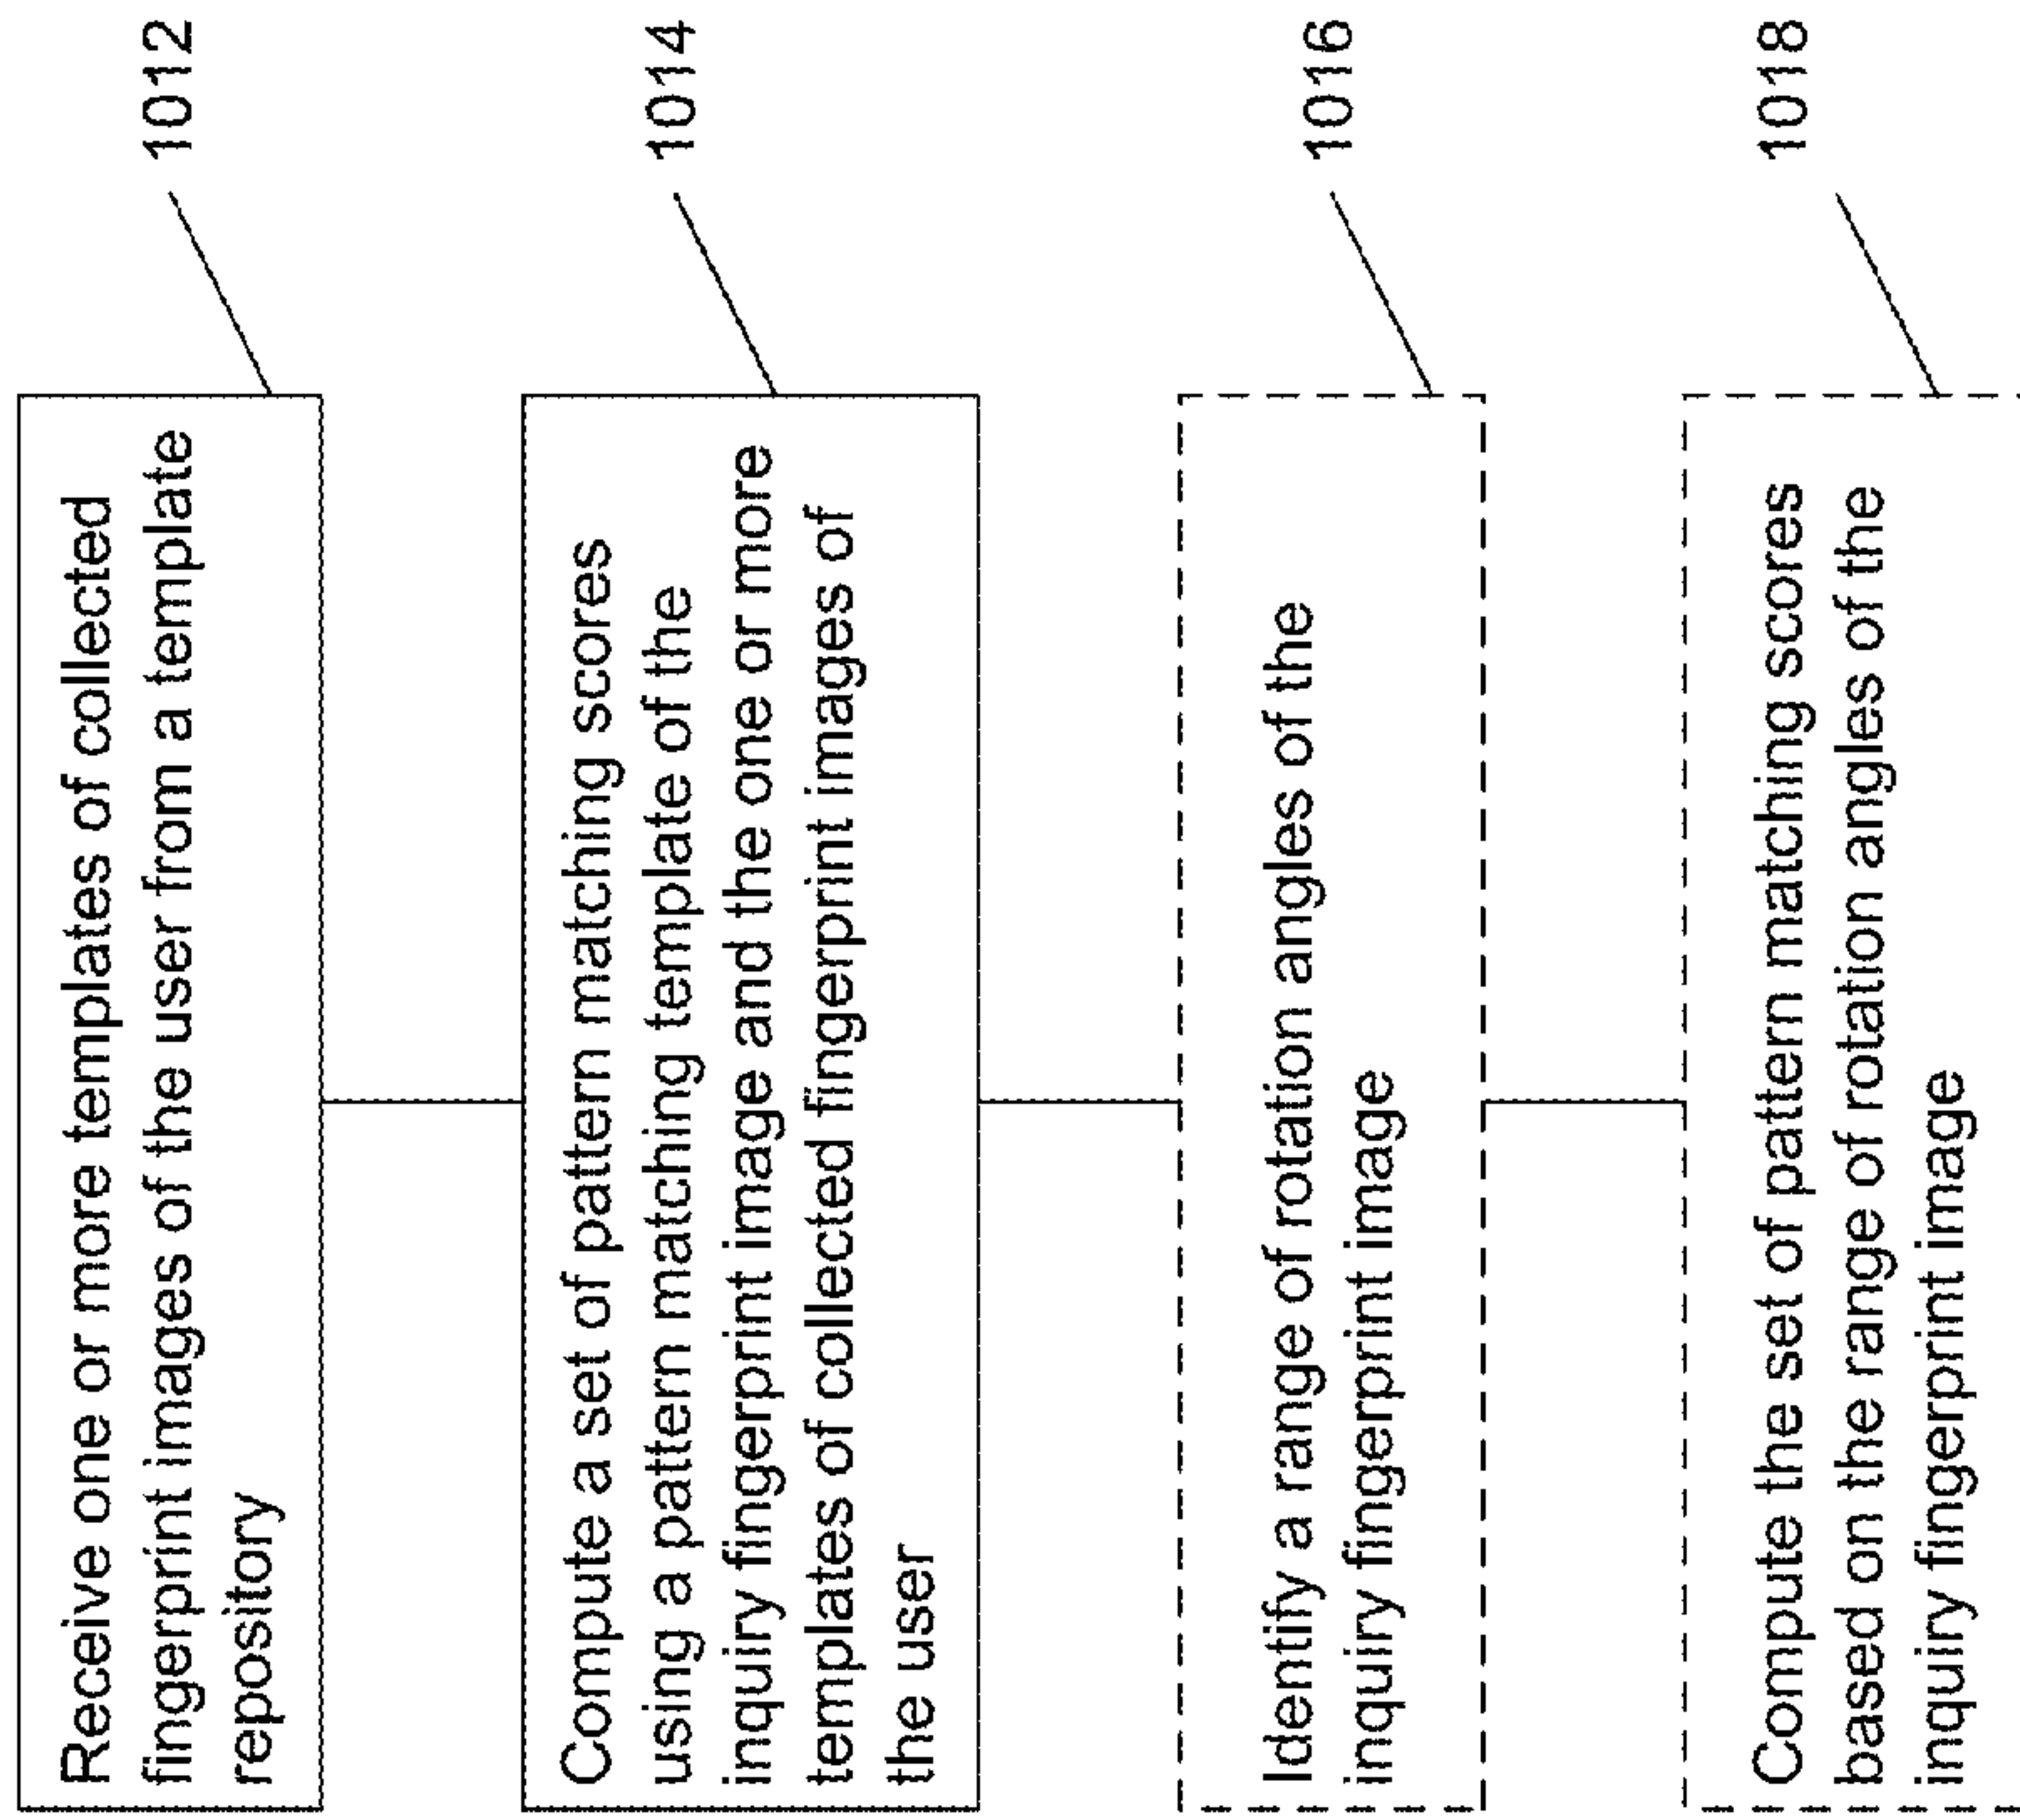 Receive one or more templates of collected
fingerprint images of the user from a template
repository
1012
Compute a set of pattern matching scores
using a pattern matching template of the
inquiry fingerprint image and the one or more
templates of collected fingerprint images of
the user
1014
Identify a range of rotation angles of the
inquiry fingerprint image
1016
Compute the set of pattern matching scores
based on the range of rotation angles of the
inquiry fingerprint image
1018